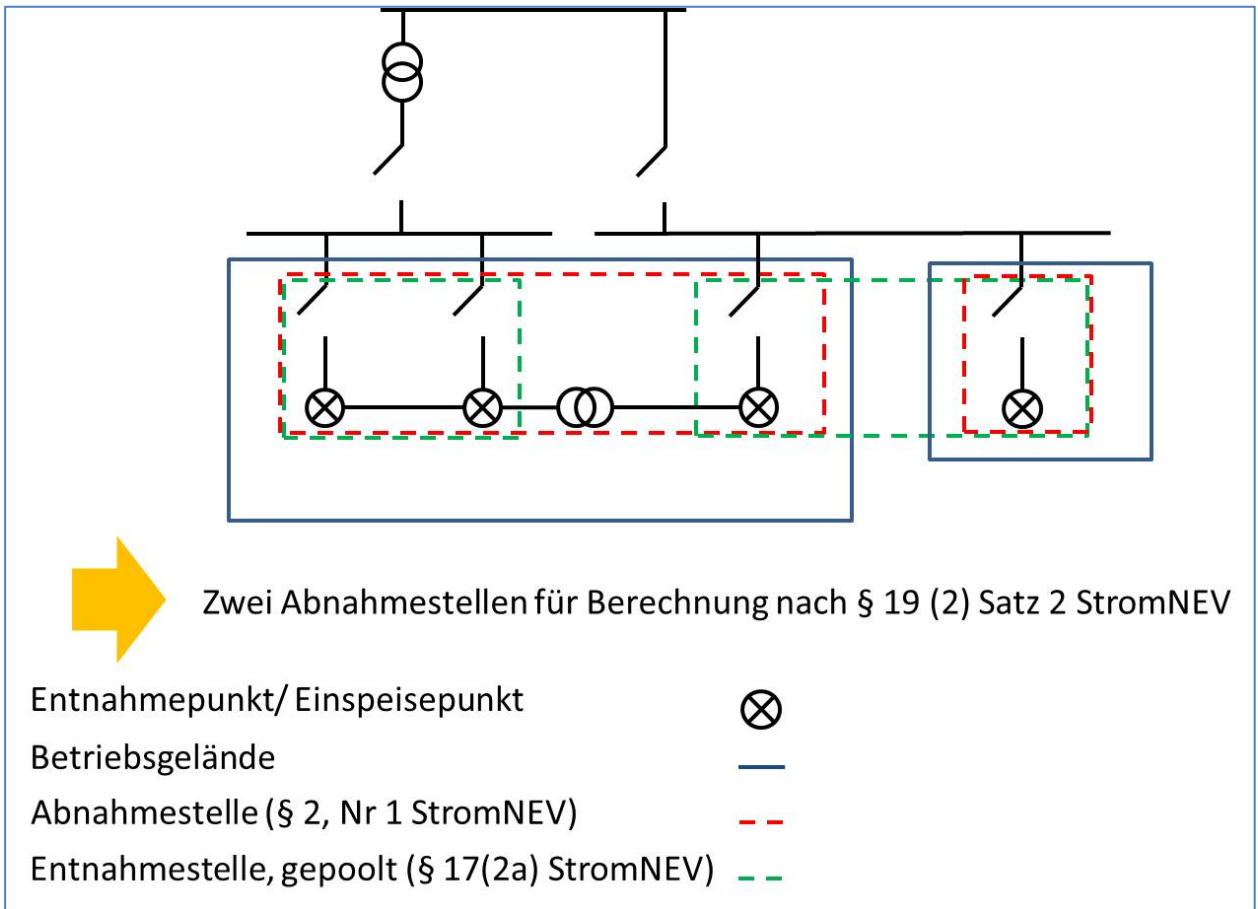 Zwei Abnahmestellen für Berechnung nach § 19 (2) Satz 2 StromNEV
Entnahmepunkt/ Einspeisepunkt
Betriebsgelände
Abnahmestelle (§ 2, Nr 1 StromNEV)
Entnahmestelle, gepoolt (§ 17(2a) StromNEV)